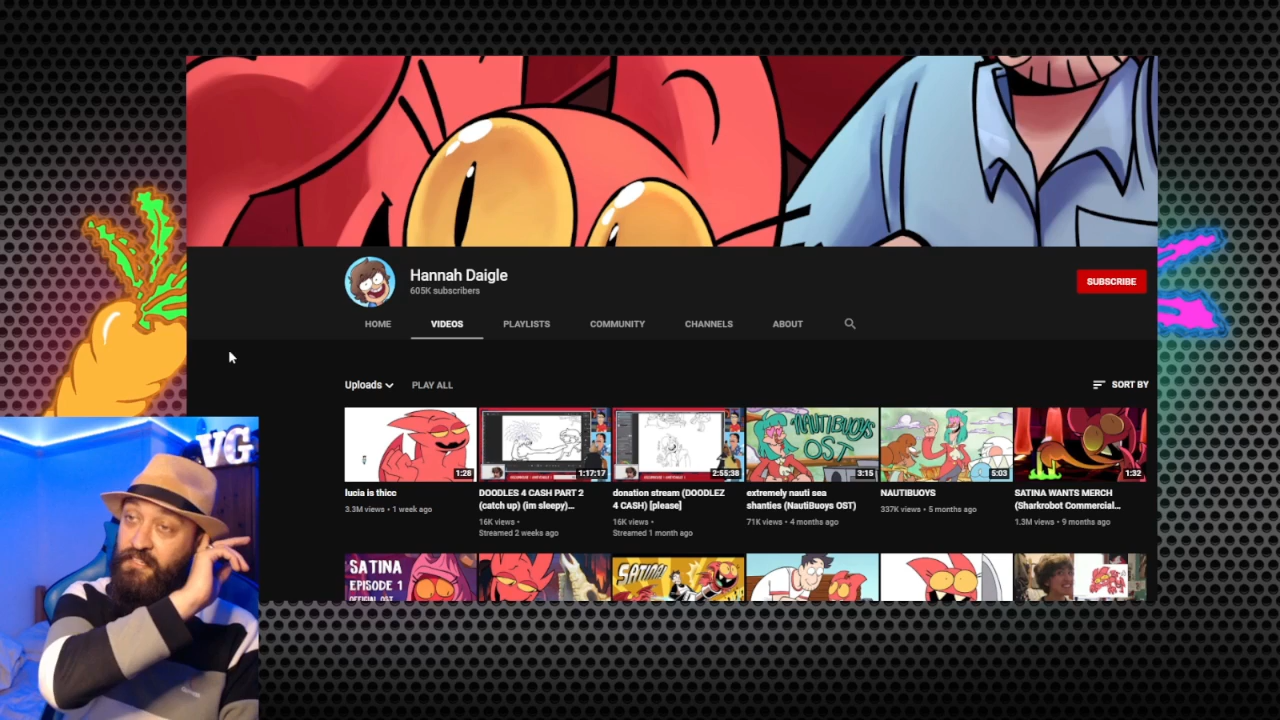 Hannah Daigle
605K subscribers
SUBSCRIBE
HOME
VIDEOS
PLAYLISTS
COMMUNITY
CHANNELS
ABOUT
Uploads
PLAY ALL
SORT BY
1:28
1:17:17
2:55:38
NAUTIBUOYS
OST
3:15
5:03
1:32
lucia is thicc
3.3M views • 1 week ago
DOODLES 4 CASH PART 2
(catch up) (im sleepy)...
16K views •
Streamed 2 weeks ago
donation stream (DOODLEZ
4 CASH) [please]
16K views •
Streamed 1 month ago
extremely nauti sea
shanties (NautiBuoys OST)
71K views • 4 months ago
NAUTIBUOYS
337K views • 5 months ago
SATINA WANTS MERCH
(Sharkrobot Commercial...
1.3M views • 9 months ago
SATINA
EPISODE 1
OFFICIAL OST
SATINA
VG